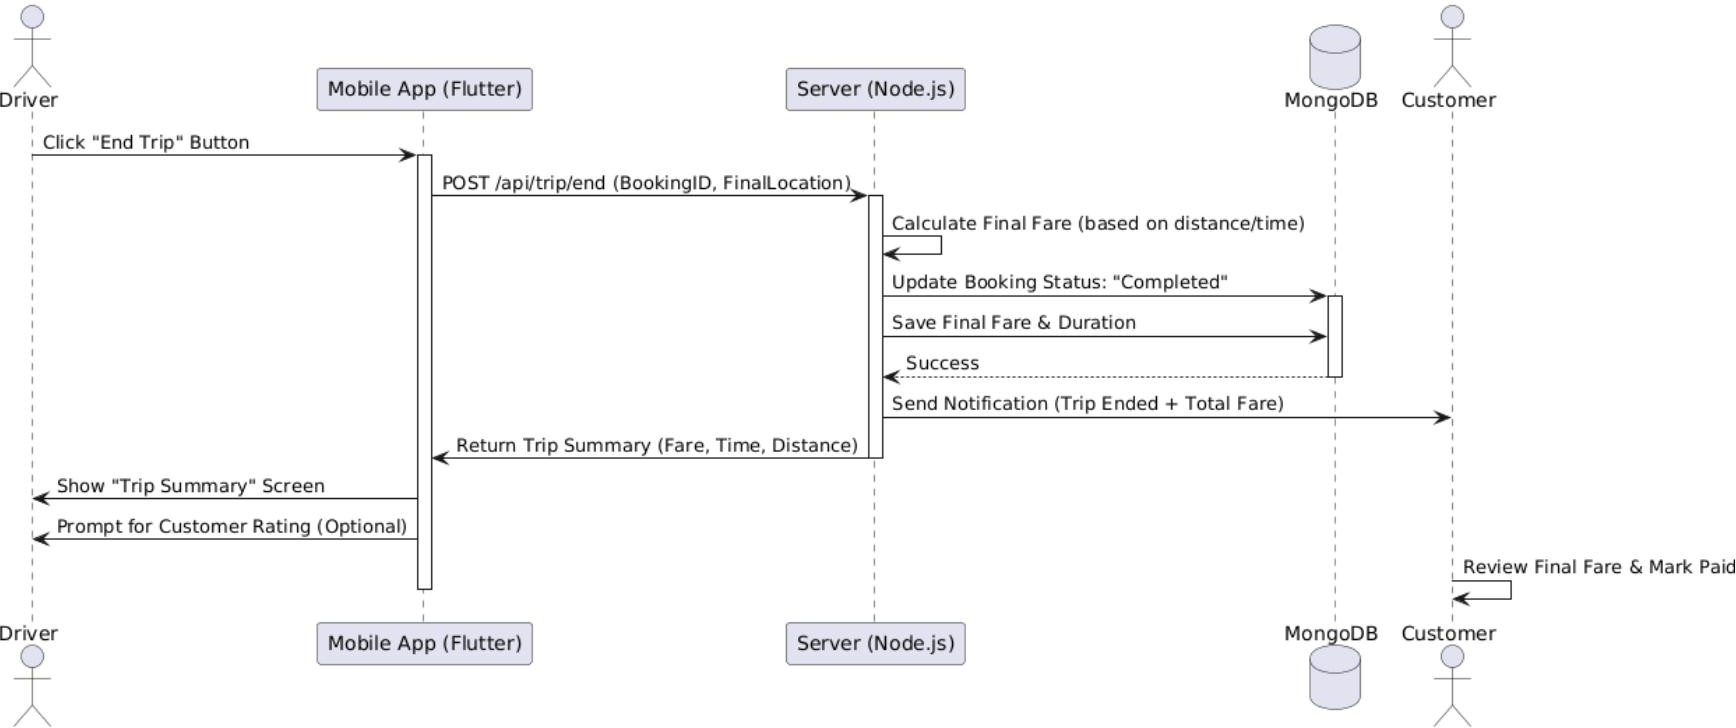 Driver
Mobile App (Flutter)
Server (Node.js)
MongoDB
Customer
Click "End Trip" Button
POST /api/trip/end (BookingID, FinalLocation)
Calculate Final Fare (based on distance/time)
Update Booking Status: "Completed"
Save Final Fare & Duration
Success
Send Notification (Trip Ended + Total Fare)
Return Trip Summary (Fare, Time, Distance)
Show "Trip Summary" Screen
Prompt for Customer Rating (Optional)
Review Final Fare & Mark Paid
Driver
Mobile App (Flutter)
Server (Node.js)
MongoDB
Customer